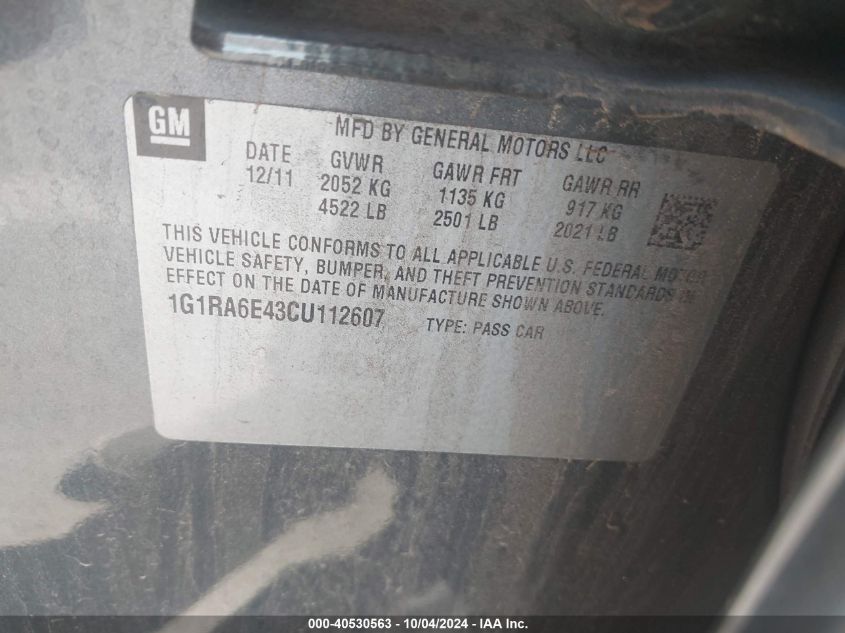 GM
MFD BY GENERAL MOTORS LLC
DATE GVWR GAWR FRT GAWR RR
12/11 2052 KG 1135 KG 917 KG
4522 LB 2501 LB 2021 LB
THIS VEHICLE CONFORMS TO ALL APPLICABLE U.S. FEDERAL MOTOR
VEHICLE SAFETY, BUMPER, AND THEFT PREVENTION STANDARDS IN
EFFECT ON THE DATE OF MANUFACTURE SHOWN ABOVE.
1G1RA6E43CU112607 TYPE: PASS CAR
000-40530563 - 10/04/2024 - IAA Inc.